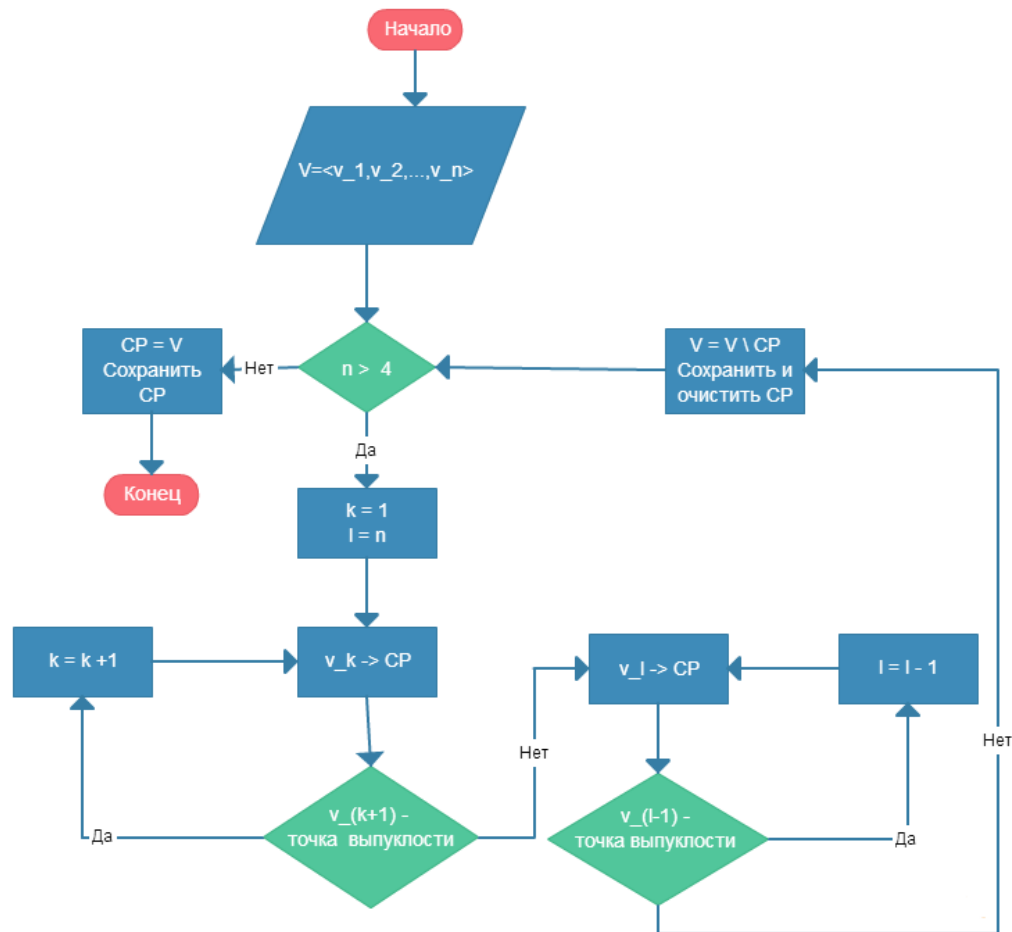 Начало
V=<v_1,v_2,...,v_n>
CP = V
Сохранить
CP
Нет
n > 4
V = V \ CP
Сохранить и
очистить CP
Да
Конец
k = 1
l = n
k = k +1
v_k -> CP
v_l -> CP
l = l - 1
Нет
Нет
v_(k+1) -
точка выпуклости
v_(l-1) -
точка выпуклости
Да
Да